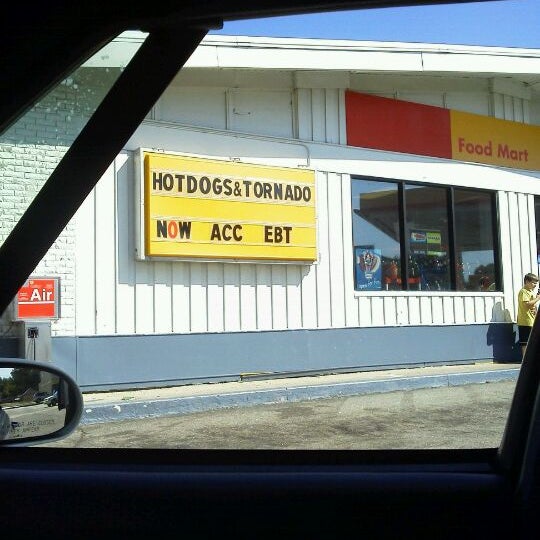 Food Mart
HOTDOGS&TORNADO
NOW ACC EBT
Air